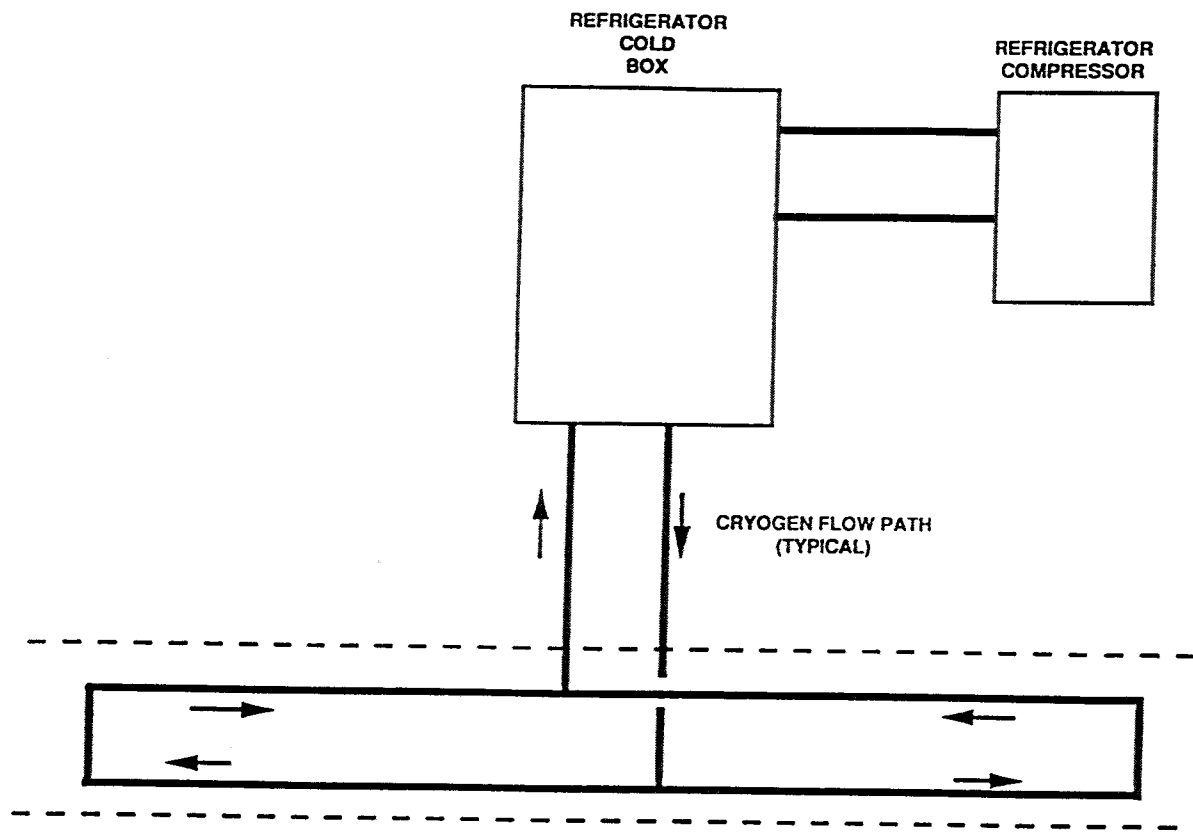 REFRIGERATOR
COLD
BOX
REFRIGERATOR
COMPRESSOR
CRYOGEN FLOW PATH
(TYPICAL)